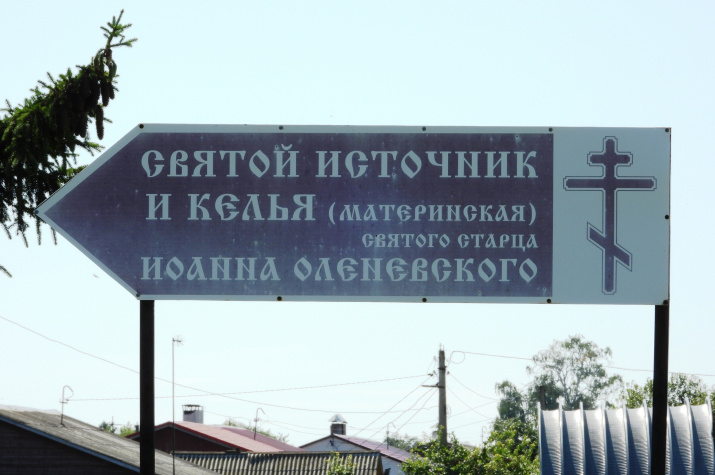 СВЯТОЙ ИСТОЧНИК
И КЕЛЬЯ (МАТЕРИНСКАЯ)
СВЯТОГО СТАРЦА
ИОАННА ОЛЕНЕВСКОГО